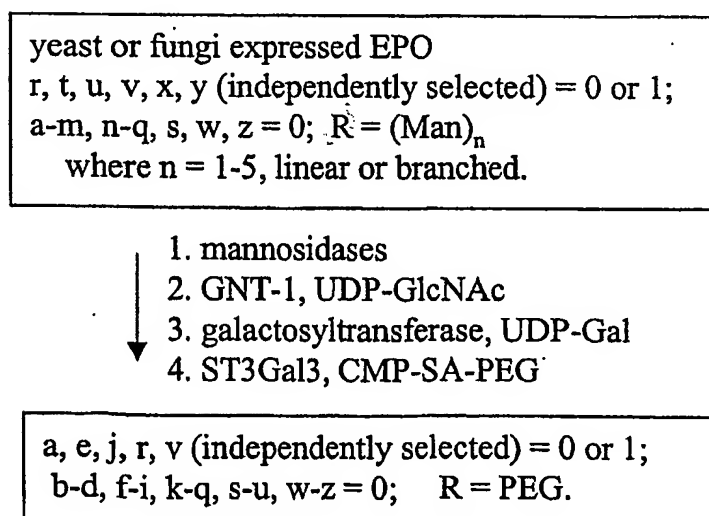 yeast or fungi expressed EPO
r, t, u, v, x, y (independently selected) = 0 or 1;
a-m, n-q, s, w, z = 0; R = (Man)n
where n = 1-5, linear or branched.
1. mannosidases
2. GNT-1, UDP-GlcNAc
3. galactosyltransferase, UDP-Gal
4. ST3Gal3, CMP-SA-PEG
a, e, j, r, v (independently selected) = 0 or 1;
b-d, f-i, k-q, s-u, w-z = 0; R = PEG.